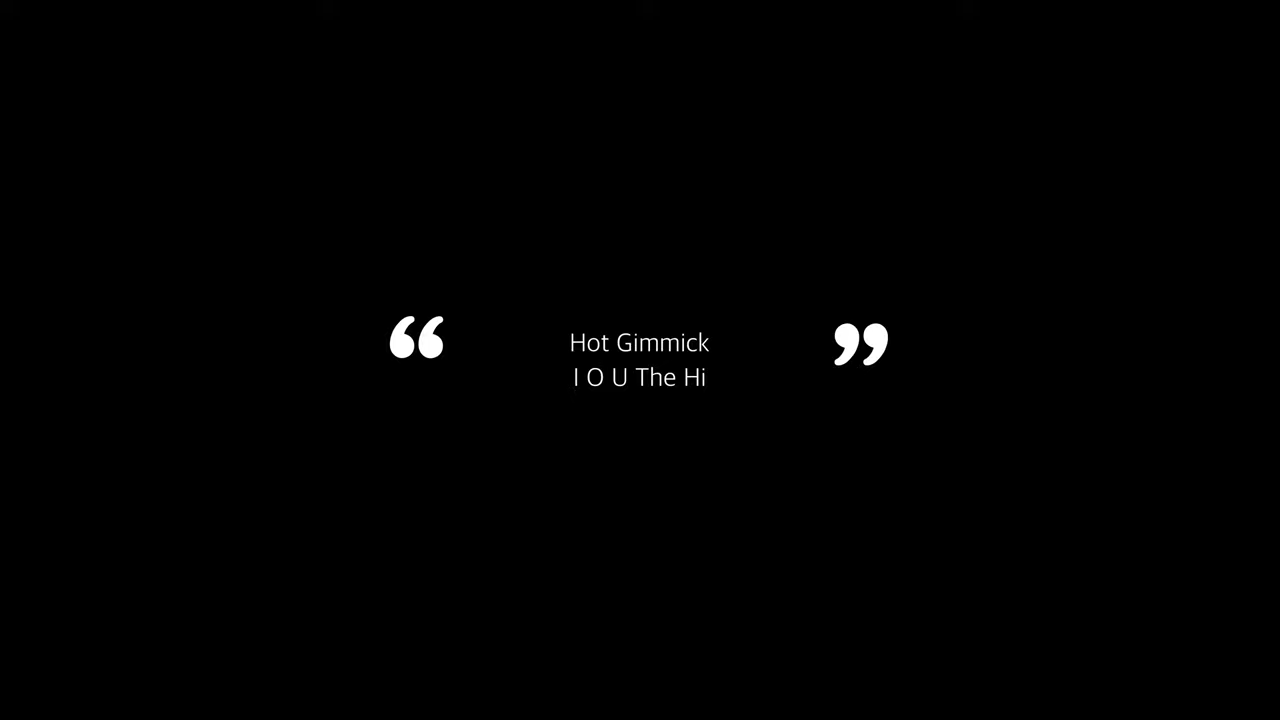 “ Hot Gimmick ”
I O U The Hi